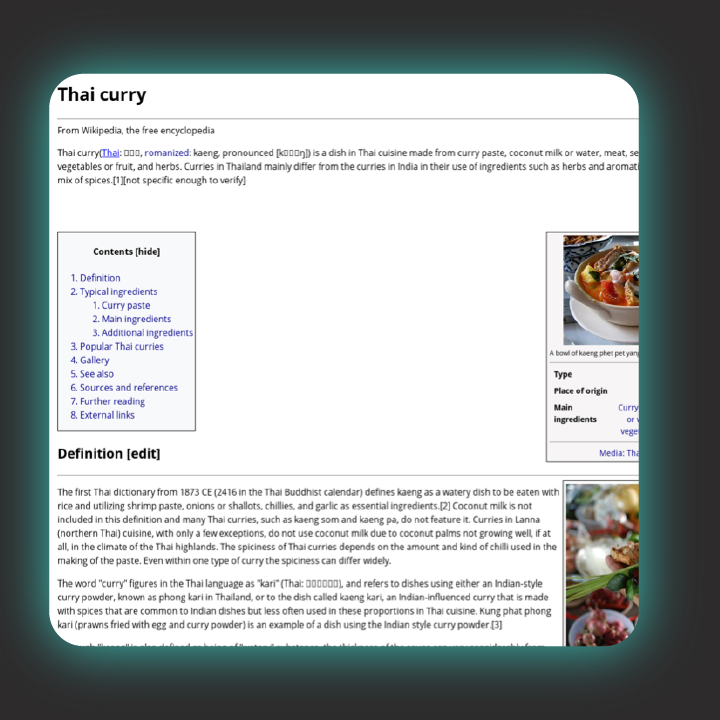 Thai curry
From Wikipedia, the free encyclopedia
Thai curry(Thai: romanized: kaeng, pronounced is a dish in Thai cuisine made from curry paste, coconut milk or water, meat,
vegetables or fruit, and herbs. Curries in Thailand mainly differ from the curries in India in their use of ingredients such as herbs and
mix of spices.[1][not specific enough to verify]
Contents [hide]
1. Definition
2. Typical ingredients
1. Curry paste
2. Main ingredients
3. Additional ingredients
3. Popular Thai curries
4. Gallery
5. See also
6. Sources and references
7. Further reading
8. External links
A bowl of kaeng phet pet
Type
Place of origin
Main ingredients
Curry
or
Media:
Definition [edit]
The first Thai dictionary from 1873 CE (2416 in the Thai Buddhist calendar) defines kaeng as a watery dish to be eaten with
rice and utilizing shrimp paste, onions or shallots, chillies, and garlic as essential ingredients.[2] Coconut milk is not
included in this definition and many Thai curries, such as kaeng som and kaeng pa, do not feature it. Curries in Lanna
(northern Thai) cuisine, with only a few exceptions, do not use coconut milk due to coconut palms not growing well, if at
all, in the climate of the Thai highlands. The spiciness of Thai curries depends on the amount and kind of chilli used in the
making of the paste. Even within one type of curry the spiciness can differ widely.
The word "curry" figures in the Thai language as "kari" (Thai: and refers to dishes using either an Indian-style
curry powder, known as phong kari in Thailand, or to the dish called kaeng kari, an Indian-influenced curry that is made
with spices that are common to Indian dishes but less often used in these proportions in Thai cuisine. Kung phat phong
kari (prawns fried with egg and curry powder) is an example of a dish using the Indian style curry powder.[3]